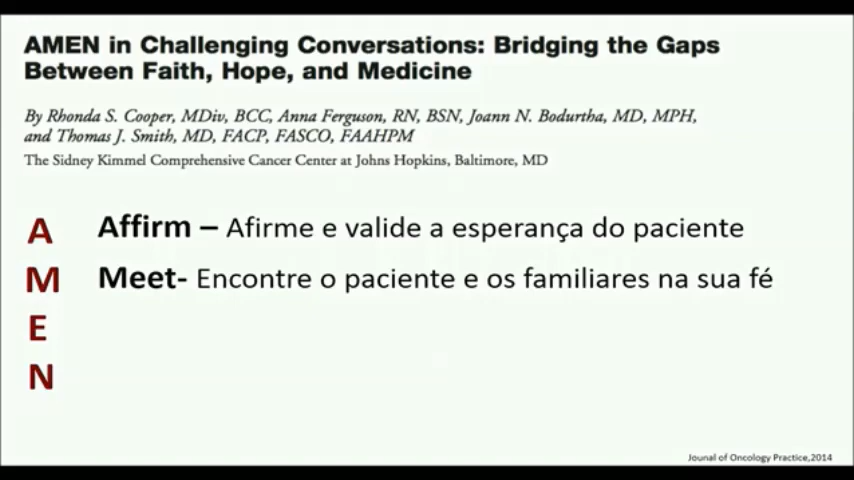 AMEN in Challenging Conversations: Bridging the Gaps
Between Faith, Hope, and Medicine
By Rhonda S. Cooper, MDiv, BCC, Anna Ferguson, RN, BSN, Joann N. Bodurtha, MD, MPH,
and Thomas J. Smith, MD, FACP, FASCO, FAAHPM
The Sidney Kimmel Comprehensive Cancer Center at Johns Hopkins, Baltimore, MD
A Affirm – Afirme e valide a esperança do paciente
M Meet- Encontre o paciente e os familiares na sua fé
E
N
Jounal of Oncology Practice,2014